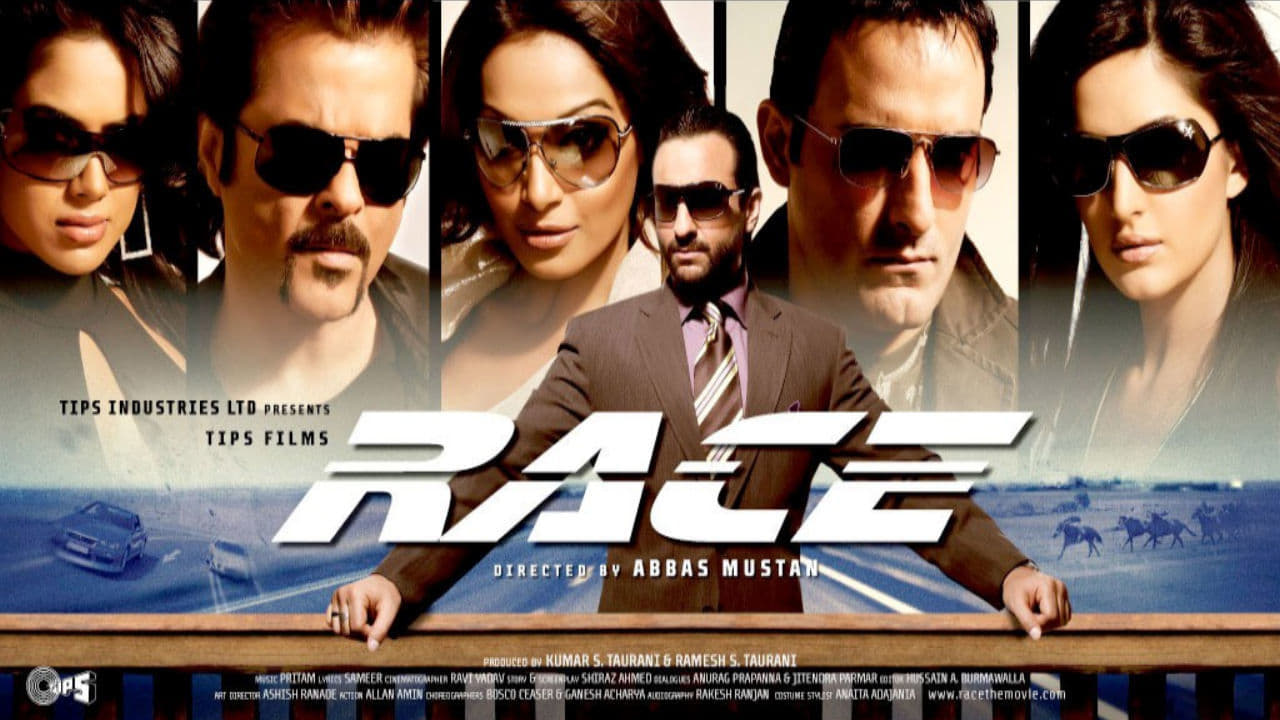 TIPS INDUSTRIES LTD PRESENTS
TIPS FILMS
RACE
DIRECTED BY ABBAS MUSTAN
PRODUCED BY KUMAR S. TAURANI & RAMESH S. TAURANI
MUSIC PRITAM LYRICS SAMEER CINEMATOGRAPHER RAVI YADAV STORY & SCREENPLAY SHIRAZ AHMED DIALOGUES ANURAG PRAPANNA & JITENDRA PARMAR EDITOR HUSSAIN A. BURMAWALLA
ART DIRECTOR ASHISH RANADE ACTION ALLAN AMIN CHOREOGRAPHERS BOSCO CEASER & GANESH ACHARYA AUDIOGRAPHY RAKESH RANJAN COSTUME STYLIST ANAITA ADAJANIA www.racethemovie.com
TIPS